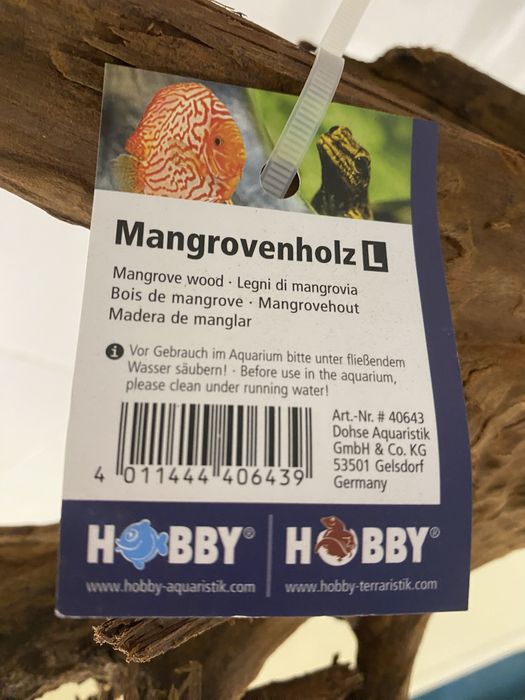 Mangrovenholz L
Mangrove wood · Legni di mangrovia
Bois de mangrove · Mangrovehout
Madera de manglar
i Vor Gebrauch im Aquarium bitte unter fließendem
Wasser säubern! · Before use in the aquarium,
please clean under running water!
4 011444 406439
Art.-Nr. # 40643
Dohse Aquaristik
GmbH & Co. KG
53501 Gelsdorf
Germany
HOBBY®
www.hobby-aquaristik.com
HOBBY®
www.hobby-terraristik.com